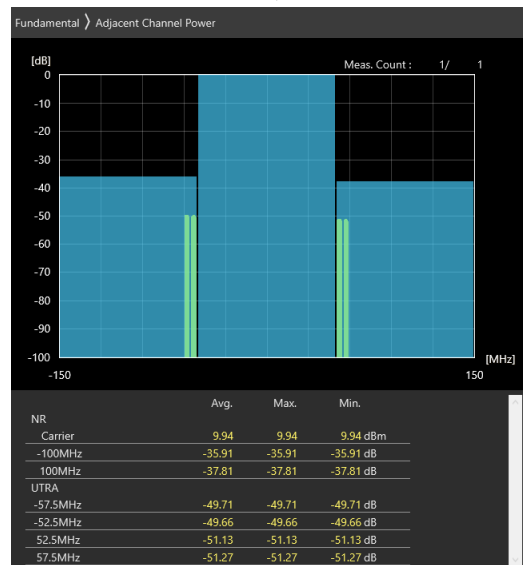 Fundamental ❯ Adjacent Channel Power
[dB]
Meas. Count : 1/ 1
0
-10
-20
-30
-40
-50
-60
-70
-80
-90
-100
[MHz]
-150 150
Avg. Max. Min.
NR
Carrier 9.94 9.94 9.94 dBm
-100MHz -35.91 -35.91 -35.91 dB
100MHz -37.81 -37.81 -37.81 dB
UTRA
-57.5MHz -49.71 -49.71 -49.71 dB
-52.5MHz -49.66 -49.66 -49.66 dB
52.5MHz -51.13 -51.13 -51.13 dB
57.5MHz -51.27 -51.27 -51.27 dB